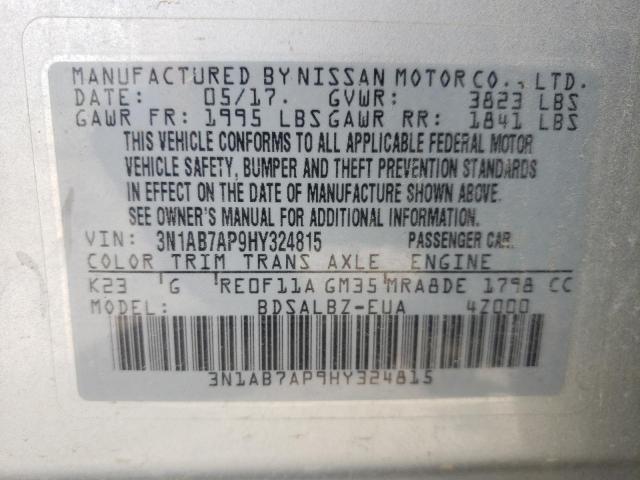 MANUFACTURED BY NISSAN MOTOR CO., LTD.
DATE: 05/17. GVWR: 3823 LBS
GAWR FR: 1995 LBS GAWR RR: 1841 LBS
THIS VEHICLE CONFORMS TO ALL APPLICABLE FEDERAL MOTOR
VEHICLE SAFETY, BUMPER AND THEFT PREVENTION STANDARDS
IN EFFECT ON THE DATE OF MANUFACTURE SHOWN ABOVE.
SEE OWNER'S MANUAL FOR ADDITIONAL INFORMATION.
VIN: 3N1AB7AP9HY324815 PASSENGER CAR
COLOR TRIM TRANS AXLE ENGINE
K23 G RE0F11A GM35 MRA8DE 1798 CC
MODEL: BDSALBZ-EUA 4Z000
3N1AB7AP9HY324815